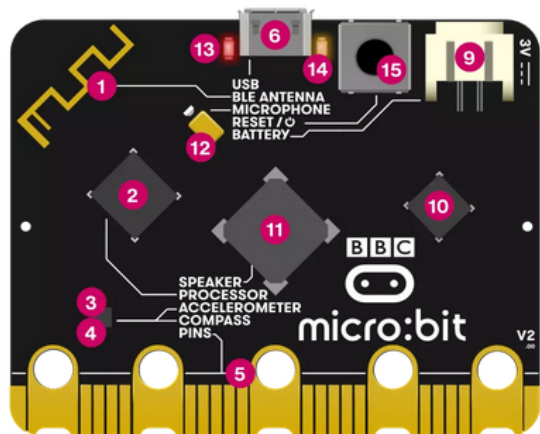 6
13
14
15
9
3V
1
USB
BLE ANTENNA
MICROPHONE
RESET / ⏻
BATTERY
12
2
10
11
BBC
SPEAKER
PROCESSOR
ACCELEROMETER
COMPASS
PINS
3
4
micro:bit
V2
.00
5